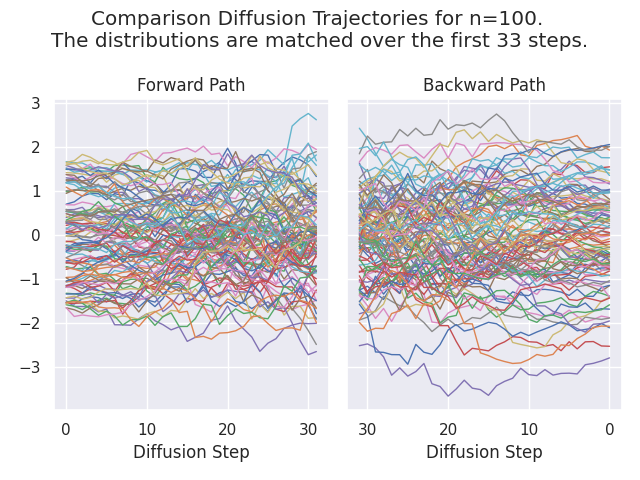 Comparison Diffusion Trajectories for n=100.
The distributions are matched over the first 33 steps.
Forward Path
Backward Path
3
2
1
0
−1
−2
−3
0 10 20 30
30 20 10 0
Diffusion Step
Diffusion Step